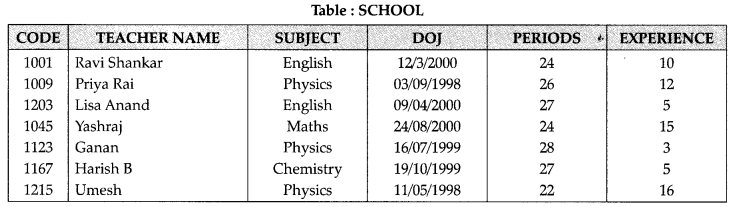 Table : SCHOOL
CODE TEACHER NAME SUBJECT DOJ PERIODS EXPERIENCE
1001 Ravi Shankar English 12/3/2000 24 10
1009 Priya Rai Physics 03/09/1998 26 12
1203 Lisa Anand English 09/04/2000 27 5
1045 Yashraj Maths 24/08/2000 24 15
1123 Ganan Physics 16/07/1999 28 3
1167 Harish B Chemistry 19/10/1999 27 5
1215 Umesh Physics 11/05/1998 22 16